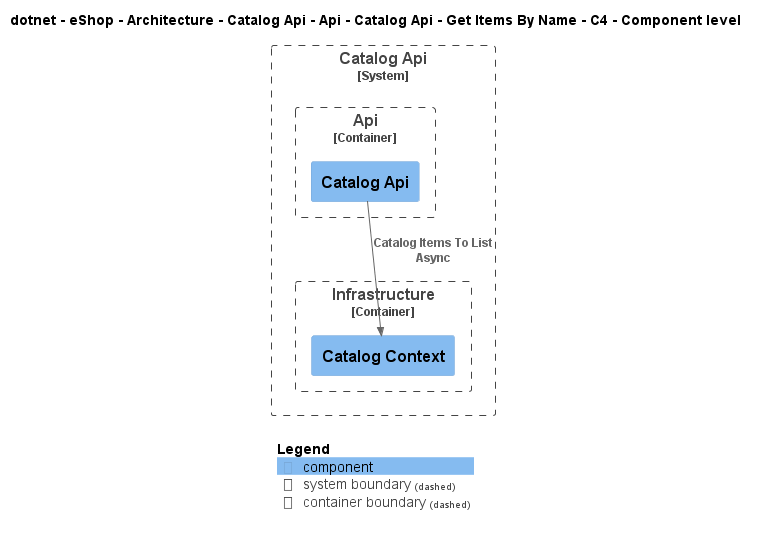 dotnet - eShop - Architecture - Catalog Api - Api - Catalog Api - Get Items By Name - C4 - Component level
Catalog Api
[System]
Api
[Container]
Catalog Api
Catalog Items To List
Async
Infrastructure
[Container]
Catalog Context
Legend
component
system boundary (dashed)
container boundary (dashed)